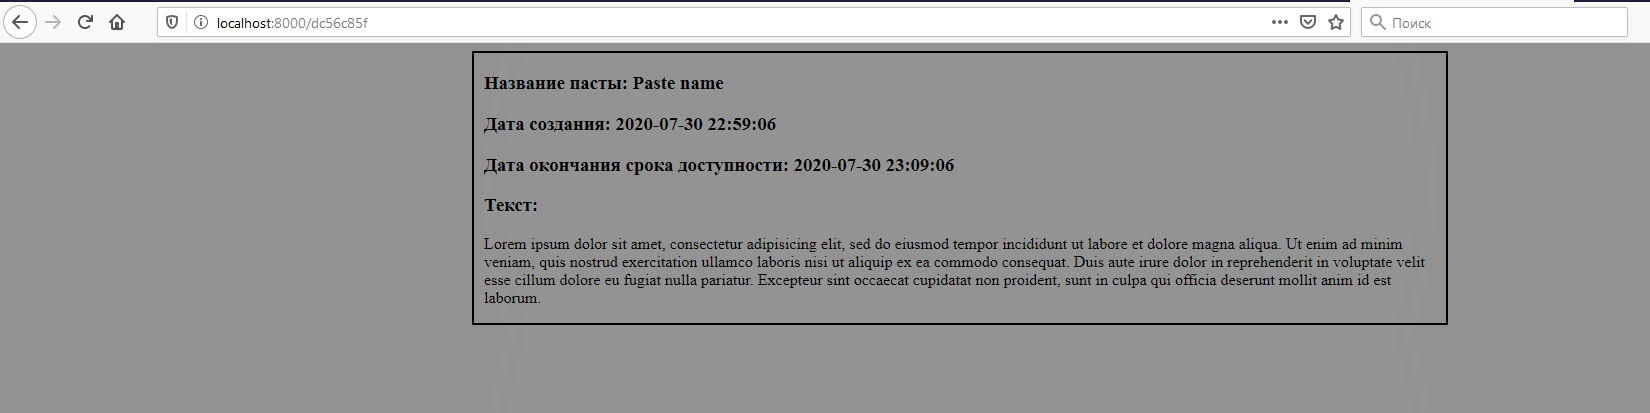 localhost:8000/dc56c85f
Поиск
Название пасты: Paste name
Дата создания: 2020-07-30 22:59:06
Дата окончания срока доступности: 2020-07-30 23:09:06
Текст:
Lorem ipsum dolor sit amet, consectetur adipisicing elit, sed do eiusmod tempor incididunt ut labore et dolore magna aliqua. Ut enim ad minim
veniam, quis nostrud exercitation ullamco laboris nisi ut aliquip ex ea commodo consequat. Duis aute irure dolor in reprehenderit in voluptate velit
esse cillum dolore eu fugiat nulla pariatur. Excepteur sint occaecat cupidatat non proident, sunt in culpa qui officia deserunt mollit anim id est
laborum.